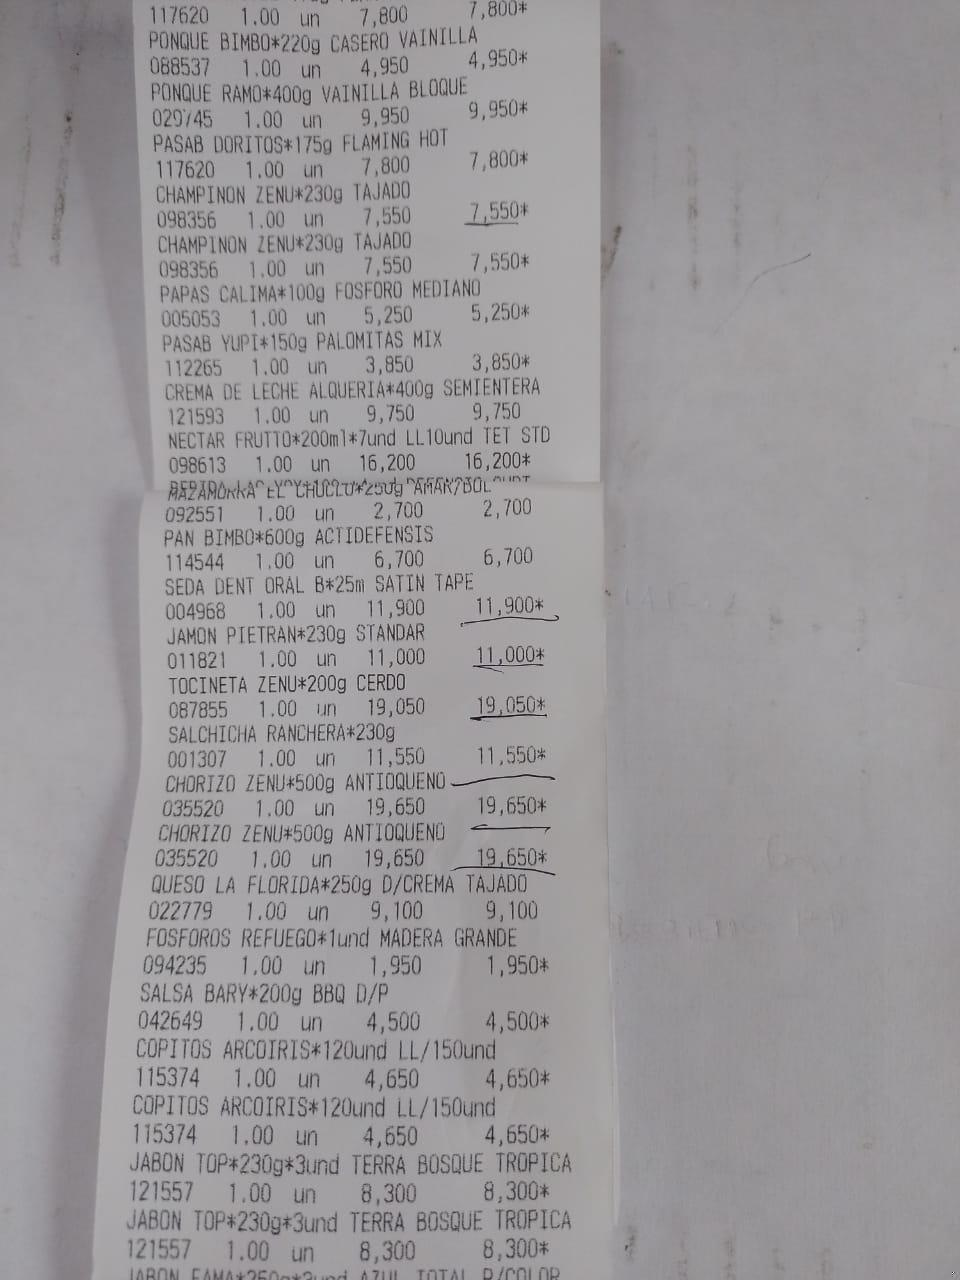 117620 1.00 un 7,800 7,800*
PONQUE BIMBO*220g CASERO VAINILLA
088537 1.00 un 4,950 4,950*
PONQUE RAMO*400g VAINILLA BLOQUE
029745 1.00 un 9,950 9,950*
PASAB DORITOS*175g FLAMING HOT
117620 1.00 un 7,800 7,800*
CHAMPINON ZENU*230g TAJADO
098356 1.00 un 7,550 7,550*
CHAMPINON ZENU*230g TAJADO
098356 1.00 un 7,550 7,550*
PAPAS CALIMA*100g FOSFORO MEDIANO
005053 1.00 un 5,250 5,250*
PASAB YUPI*150g PALOMITAS MIX
112265 1.00 un 3,850 3,850*
CREMA DE LECHE ALQUERIA*400g SEMIENTERA
121593 1.00 un 9,750 9,750
NECTAR FRUTTO*200ml*7und LL10und TET STD
098613 1.00 un 16,200 16,200*
092551 1.00 un 2,700 2,700
PAN BIMBO*600g ACTIDEFENSIS
114544 1.00 un 6,700 6,700
SEDA DENT ORAL B*25m SATIN TAPE
004968 1.00 un 11,900 11,900*
JAMON PIETRAN*230g STANDAR
011821 1.00 un 11,000 11,000*
TOCINETA ZENU*200g CERDO
087855 1.00 un 19,050 19,050*
SALCHICHA RANCHERA*230g
001307 1.00 un 11,550 11,550*
CHORIZO ZENU*500g ANTIOQUENO
035520 1.00 un 19,650 19,650*
CHORIZO ZENU*500g ANTIOQUENO
035520 1.00 un 19,650 19,650*
QUESO LA FLORIDA*250g D/CREMA TAJADO
022779 1.00 un 9,100 9,100
FOSFOROS REFUEGO*1und MADERA GRANDE
094235 1.00 un 1,950 1,950*
SALSA BARY*200g BBQ D/P
042649 1.00 un 4,500 4,500*
COPITOS ARCOIRIS*120und LL/150und
115374 1.00 un 4,650 4,650*
COPITOS ARCOIRIS*120und LL/150und
115374 1.00 un 4,650 4,650*
JABON TOP*230g*3und TERRA BOSQUE TROPICA
121557 1.00 un 8,300 8,300*
JABON TOP*230g*3und TERRA BOSQUE TROPICA
121557 1.00 un 8,300 8,300*
JABON FAMA*250g*3und AZUL TOTAL P/COLOR